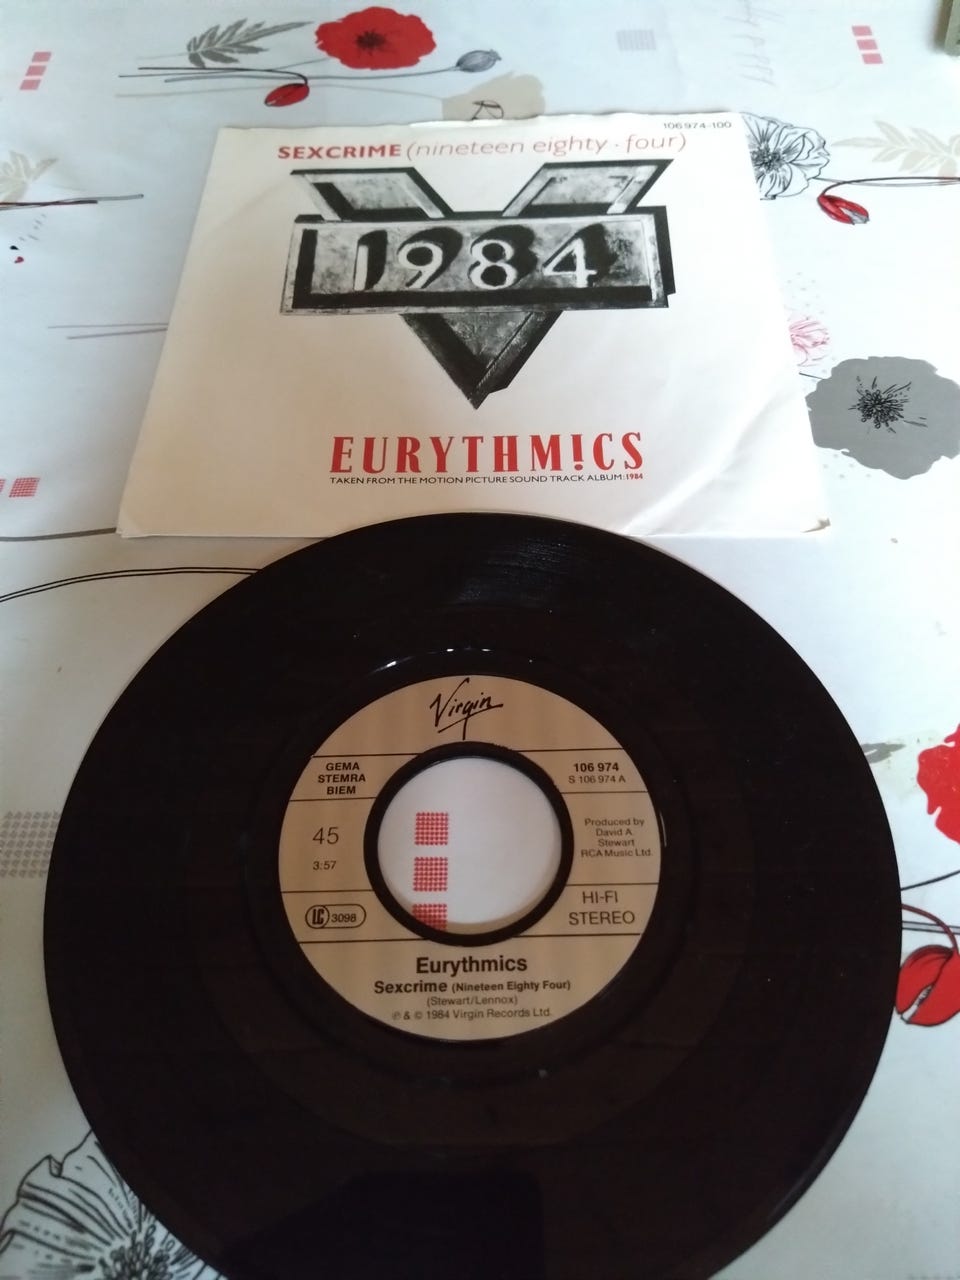 106 974-100
SEXCRIME (nineteen eighty · four)
1984
EURYTHM!CS
TAKEN FROM THE MOTION PICTURE SOUND TRACK ALBUM: 1984
Virgin
GEMA
STEMRA
BIEM
106 974
S 106 974 A
45
3:57
Produced by
David A.
Stewart
RCA Music Ltd.
LC 3098
HI-FI
STEREO
Eurythmics
Sexcrime (Nineteen Eighty Four)
(Stewart/Lennox)
℗ & © 1984 Virgin Records Ltd.